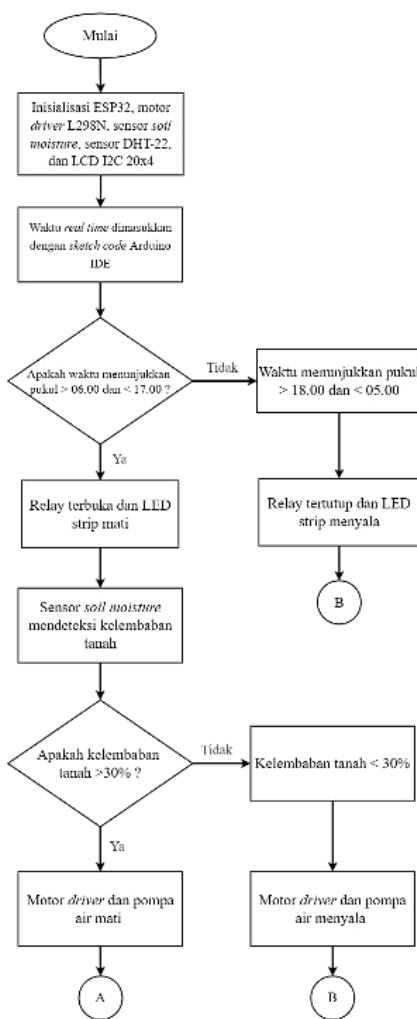 Mulai
Inisialisasi ESP32, motor
driver L298N, sensor soil
moisture, sensor DHT-22,
dan LCD I2C 20x4
Waktu real time dimasukkan
dengan sketch code Arduino
IDE
Apakah waktu menunjukkan
pukul > 06.00 dan < 17.00 ?
Tidak
Waktu menunjukkan pukul
> 18.00 dan < 05.00
Ya
Relay terbuka dan LED
strip mati
Relay tertutup dan LED
strip menyala
B
Sensor soil moisture
mendeteksi kelembaban
tanah
Apakah kelembaban
tanah >30% ?
Tidak
Kelembaban tanah < 30%
Ya
Motor driver dan pompa
air mati
Motor driver dan pompa
air menyala
A
B